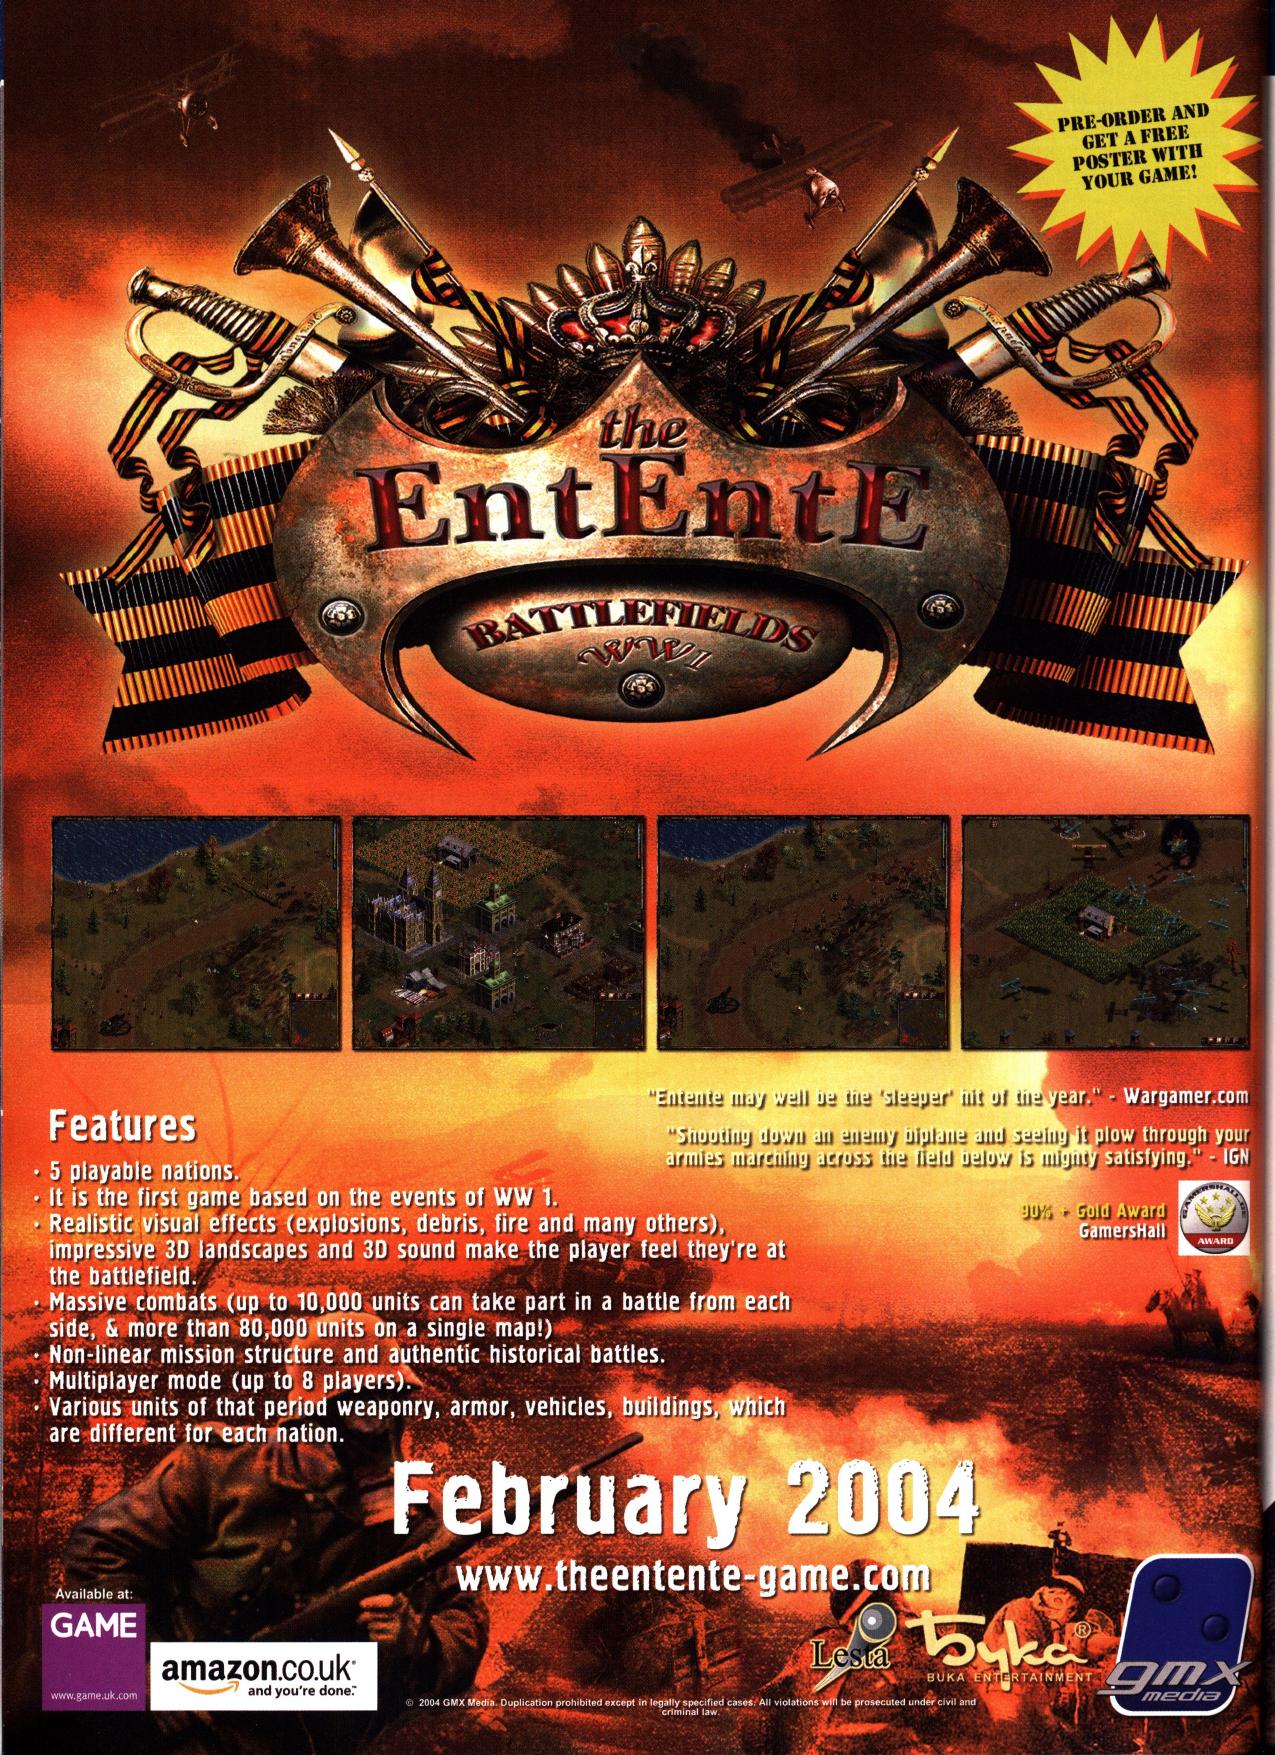 PRE-ORDER AND
GET A FREE
POSTER WITH
YOUR GAME!
the
EntEntE
BATTLEFIELDS
WW1
"Entente may well be the 'sleeper' hit of the year." - Wargamer.com
"Shooting down an enemy biplane and seeing it plow through your
armies marching across the field below is mighty satisfying." - IGN
90% + Gold Award
GamersHall
GAMERSHALL.DE
AWARD
Features
· 5 playable nations.
· It is the first game based on the events of WW 1.
· Realistic visual effects (explosions, debris, fire and many others),
impressive 3D landscapes and 3D sound make the player feel they're at
the battlefield.
· Massive combats (up to 10,000 units can take part in a battle from each
side, & more than 80,000 units on a single map!)
· Non-linear mission structure and authentic historical battles.
· Multiplayer mode (up to 8 players).
· Various units of that period weaponry, armor, vehicles, buildings, which
are different for each nation.
February 2004
www.theentente-game.com
Available at:
GAME
www.game.uk.com
amazon.co.uk®
and you're done.™
Lesta
Бука®
BUKA ENTERTAINMENT
gmx
media
© 2004 GMX Media. Duplication prohibited except in legally specified cases. All violations will be prosecuted under civil and
criminal law.